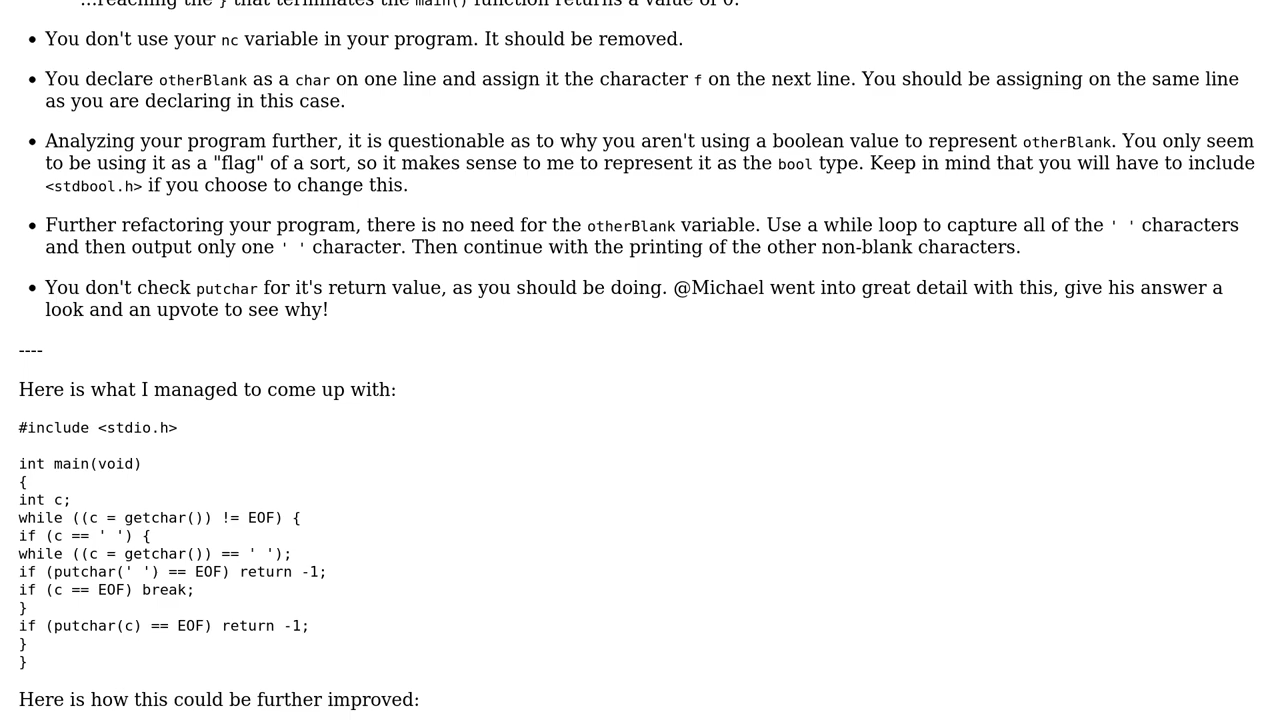 ...reaching the } that terminates the main() function returns a value of 0.
• You don't use your nc variable in your program. It should be removed.
• You declare otherBlank as a char on one line and assign it the character f on the next line. You should be assigning on the same line
as you are declaring in this case.
• Analyzing your program further, it is questionable as to why you aren't using a boolean value to represent otherBlank. You only seem
to be using it as a "flag" of a sort, so it makes sense to me to represent it as the bool type. Keep in mind that you will have to include
<stdbool.h> if you choose to change this.
• Further refactoring your program, there is no need for the otherBlank variable. Use a while loop to capture all of the ' ' characters
and then output only one ' ' character. Then continue with the printing of the other non-blank characters.
• You don't check putchar for it's return value, as you should be doing. @Michael went into great detail with this, give his answer a
look and an upvote to see why!
----
Here is what I managed to come up with:
#include <stdio.h>
int main(void)
{
int c;
while ((c = getchar()) != EOF) {
if (c == ' ') {
while ((c = getchar()) == ' ');
if (putchar(' ') == EOF) return -1;
if (c == EOF) break;
}
if (putchar(c) == EOF) return -1;
}
}
Here is how this could be further improved: